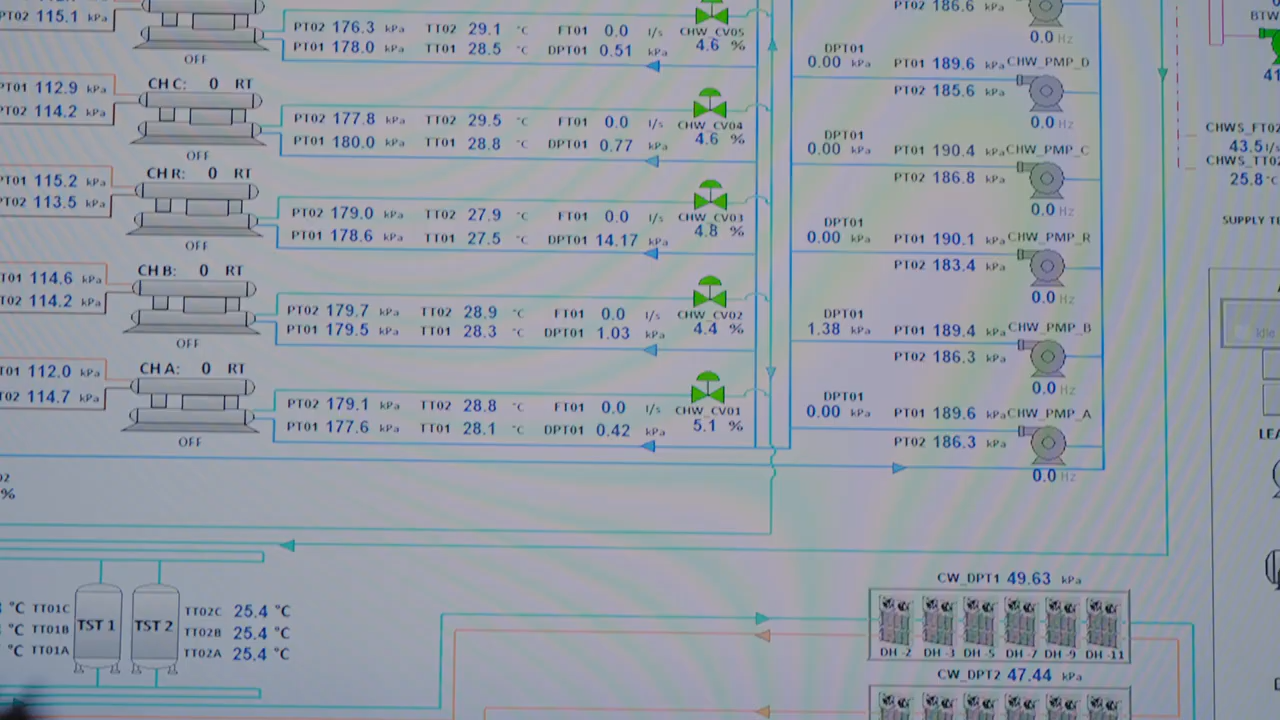 PT02 115.1 kPa
OFF
PT02 176.3 kPa TT02 29.1 °C FT01 0.0 l/s
PT01 178.0 kPa TT01 28.5 °C DPT01 0.51 kPa
CHW_CV05
4.6 %
PT01 112.9 kPa
PT02 114.2 kPa
CH C: 0 RT
OFF
PT02 177.8 kPa TT02 29.5 °C FT01 0.0 l/s
PT01 180.0 kPa TT01 28.8 °C DPT01 0.77 kPa
CHW_CV04
4.6 %
PT01 115.2 kPa
PT02 113.5 kPa
CH R: 0 RT
OFF
PT02 179.0 kPa TT02 27.9 °C FT01 0.0 l/s
PT01 178.6 kPa TT01 27.5 °C DPT01 14.17 kPa
CHW_CV03
4.8 %
T01 114.6 kPa
T02 114.2 kPa
CH B: 0 RT
OFF
PT02 179.7 kPa TT02 28.9 °C FT01 0.0 l/s
PT01 179.5 kPa TT01 28.3 °C DPT01 1.03 kPa
CHW_CV02
4.4 %
T01 112.0 kPa
T02 114.7 kPa
CH A: 0 RT
OFF
PT02 179.1 kPa TT02 28.8 °C FT01 0.0 l/s
PT01 177.6 kPa TT01 28.1 °C DPT01 0.42 kPa
CHW_CV01
5.1 %
PT02 186.6 kPa
0.0 Hz
DPT01
0.00 kPa PT01 189.6 kPa CHW_PMP_D
PT02 185.6 kPa
0.0 Hz
DPT01
0.00 kPa PT01 190.4 kPa CHW_PMP_C
PT02 186.8 kPa
0.0 Hz
DPT01
0.00 kPa PT01 190.1 kPa CHW_PMP_R
PT02 183.4 kPa
0.0 Hz
DPT01
1.38 kPa PT01 189.4 kPa CHW_PMP_B
PT02 186.3 kPa
0.0 Hz
DPT01
0.00 kPa PT01 189.6 kPa CHW_PMP_A
PT02 186.3 kPa
0.0 Hz
BTW
41
CHWS_FT02
43.5 l/s
CHWS_TT02
25.8 °C
SUPPLY T
Idle
LEA
02
%
°C TT01C
°C TT01B
°C TT01A
TST 1 TST 2
TT02C 25.4 °C
TT02B 25.4 °C
TT02A 25.4 °C
CW_DPT1 49.63 kPa
DH -2 DH -3 DH -5 DH -7 DH -9 DH -11
CW_DPT2 47.44 kPa